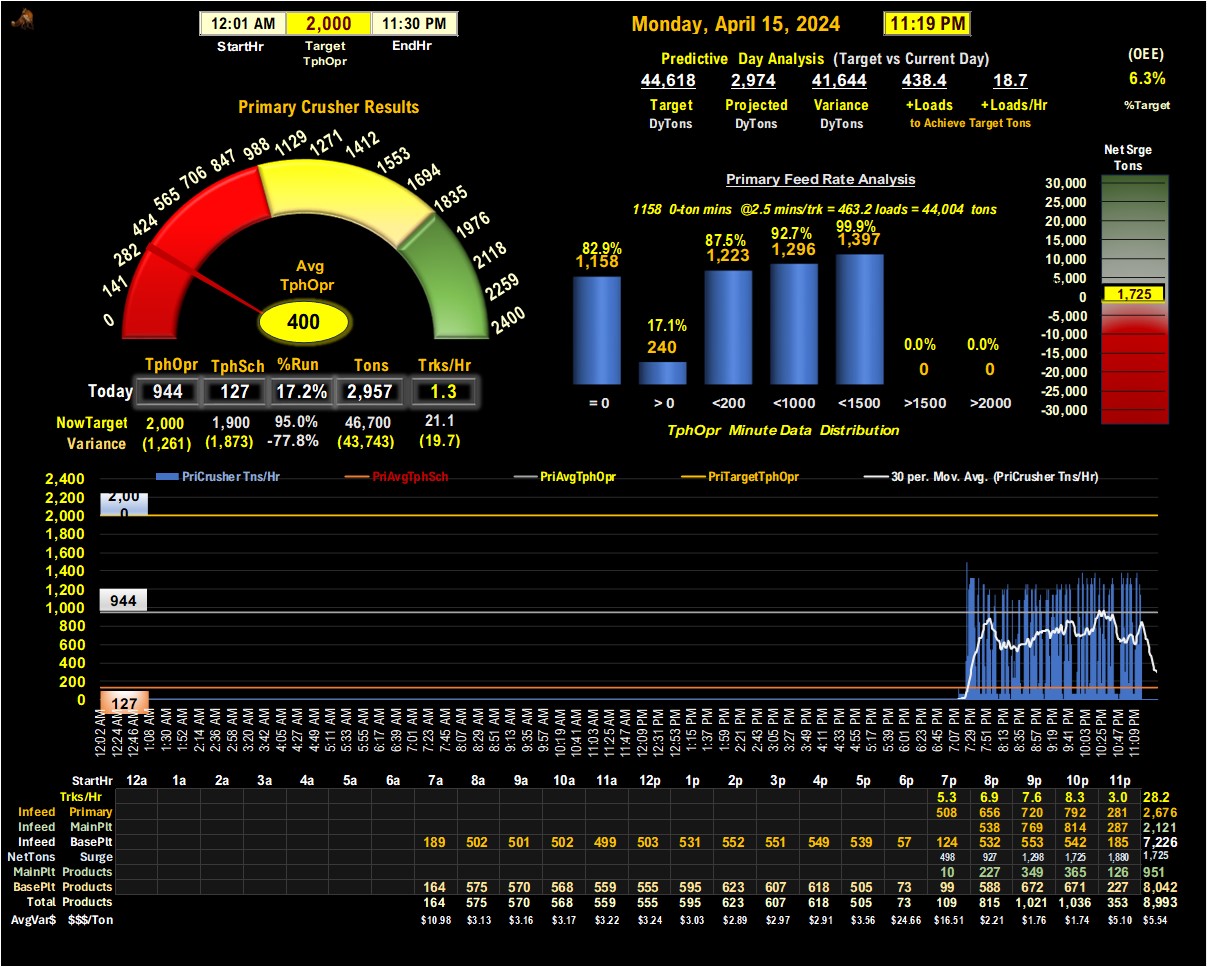 12:01 AM 2,000 11:30 PM
StartHr Target TphOpr EndHr
Monday, April 15, 2024 11:19 PM
Predictive Day Analysis (Target vs Current Day)
44,618 2,974 41,644 438.4 18.7
Target Projected Variance +Loads +Loads/Hr
DyTons DyTons DyTons to Achieve Target Tons
(OEE)
6.3%
%Target
Primary Crusher Results
0 141 282 424 565 706 847 988 1129 1271 1412 1553 1694 1835 1976 2118 2259 2400
Avg
TphOpr
400
TphOpr TphSch %Run Tons Trks/Hr
Today 944 127 17.2% 2,957 1.3
NowTarget 2,000 1,900 95.0% 46,700 21.1
Variance (1,261) (1,873) -77.8% (43,743) (19.7)
Primary Feed Rate Analysis
1158 0-ton mins @2.5 mins/trk = 463.2 loads = 44,004 tons
82.9% 17.1% 87.5% 92.7% 99.9% 0.0% 0.0%
1,158 240 1,223 1,296 1,397 0 0
= 0 > 0 <200 <1000 <1500 >1500 >2000
TphOpr Minute Data Distribution
Net Srge
Tons
30,000
25,000
20,000
15,000
10,000
5,000
0
1,725
-5,000
-10,000
-15,000
-20,000
-25,000
-30,000
PriCrusher Tns/Hr PriAvgTphSch PriAvgTphOpr PriTargetTphOpr 30 per. Mov. Avg. (PriCrusher Tns/Hr)
2,400
2,200
2,000
1,800
1,600
1,400
1,200
1,000
800
600
400
200
0
2,000
944
127
12:02 AM 12:24 AM 12:46 AM 1:08 AM 1:30 AM 1:52 AM 2:14 AM 2:36 AM 2:58 AM 3:20 AM 3:42 AM 4:05 AM 4:27 AM 4:49 AM 5:11 AM 5:33 AM 5:55 AM 6:17 AM 6:39 AM 7:01 AM 7:23 AM 7:45 AM 8:07 AM 8:29 AM 8:51 AM 9:13 AM 9:35 AM 9:57 AM 10:19 AM 10:41 AM 11:03 AM 11:25 AM 11:47 AM 12:09 PM 12:31 PM 12:53 PM 1:15 PM 1:37 PM 1:59 PM 2:21 PM 2:43 PM 3:05 PM 3:27 PM 3:49 PM 4:11 PM 4:33 PM 4:55 PM 5:17 PM 5:39 PM 6:01 PM 6:23 PM 6:45 PM 7:07 PM 7:29 PM 7:51 PM 8:13 PM 8:35 PM 8:57 PM 9:19 PM 9:41 PM 10:03 PM 10:25 PM 10:47 PM 11:09 PM
StartHr 12a 1a 2a 3a 4a 5a 6a 7a 8a 9a 10a 11a 12p 1p 2p 3p 4p 5p 6p 7p 8p 9p 10p 11p
Trks/Hr 5.3 6.9 7.6 8.3 3.0 28.2
Infeed Primary 508 656 720 792 281 2,676
Infeed MainPlt 538 769 814 287 2,121
Infeed BasePlt 189 502 501 502 499 503 531 552 551 549 539 57 124 532 553 542 185 7,226
NetTons Surge 498 927 1,298 1,725 1,880 1,725
MainPlt Products 10 227 349 365 126 951
BasePlt Products 164 575 570 568 559 555 595 623 607 618 505 73 99 588 672 671 227 8,042
Total Products 164 575 570 568 559 555 595 623 607 618 505 73 109 815 1,021 1,036 353 8,993
AvgVar$ $$$/Ton $10.98 $3.13 $3.16 $3.17 $3.22 $3.24 $3.03 $2.89 $2.97 $2.91 $3.56 $24.66 $16.51 $2.21 $1.76 $1.74 $5.10 $5.54